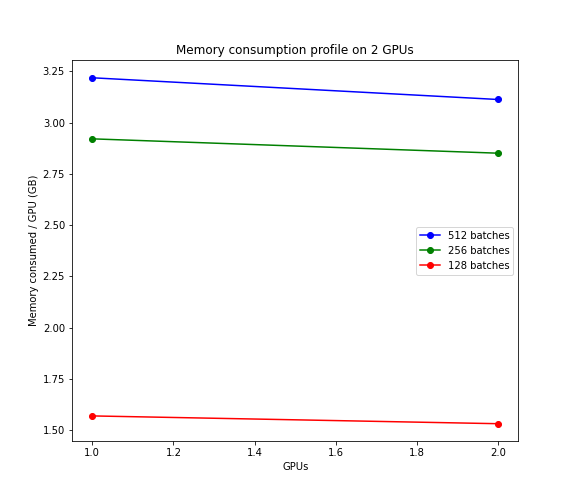 Memory consumption profile on 2 GPUs
3.25
3.00
2.75
2.50
2.25
2.00
1.75
1.50
Memory consumed / GPU (GB)
512 batches
256 batches
128 batches
1.0 1.2 1.4 1.6 1.8 2.0
GPUs